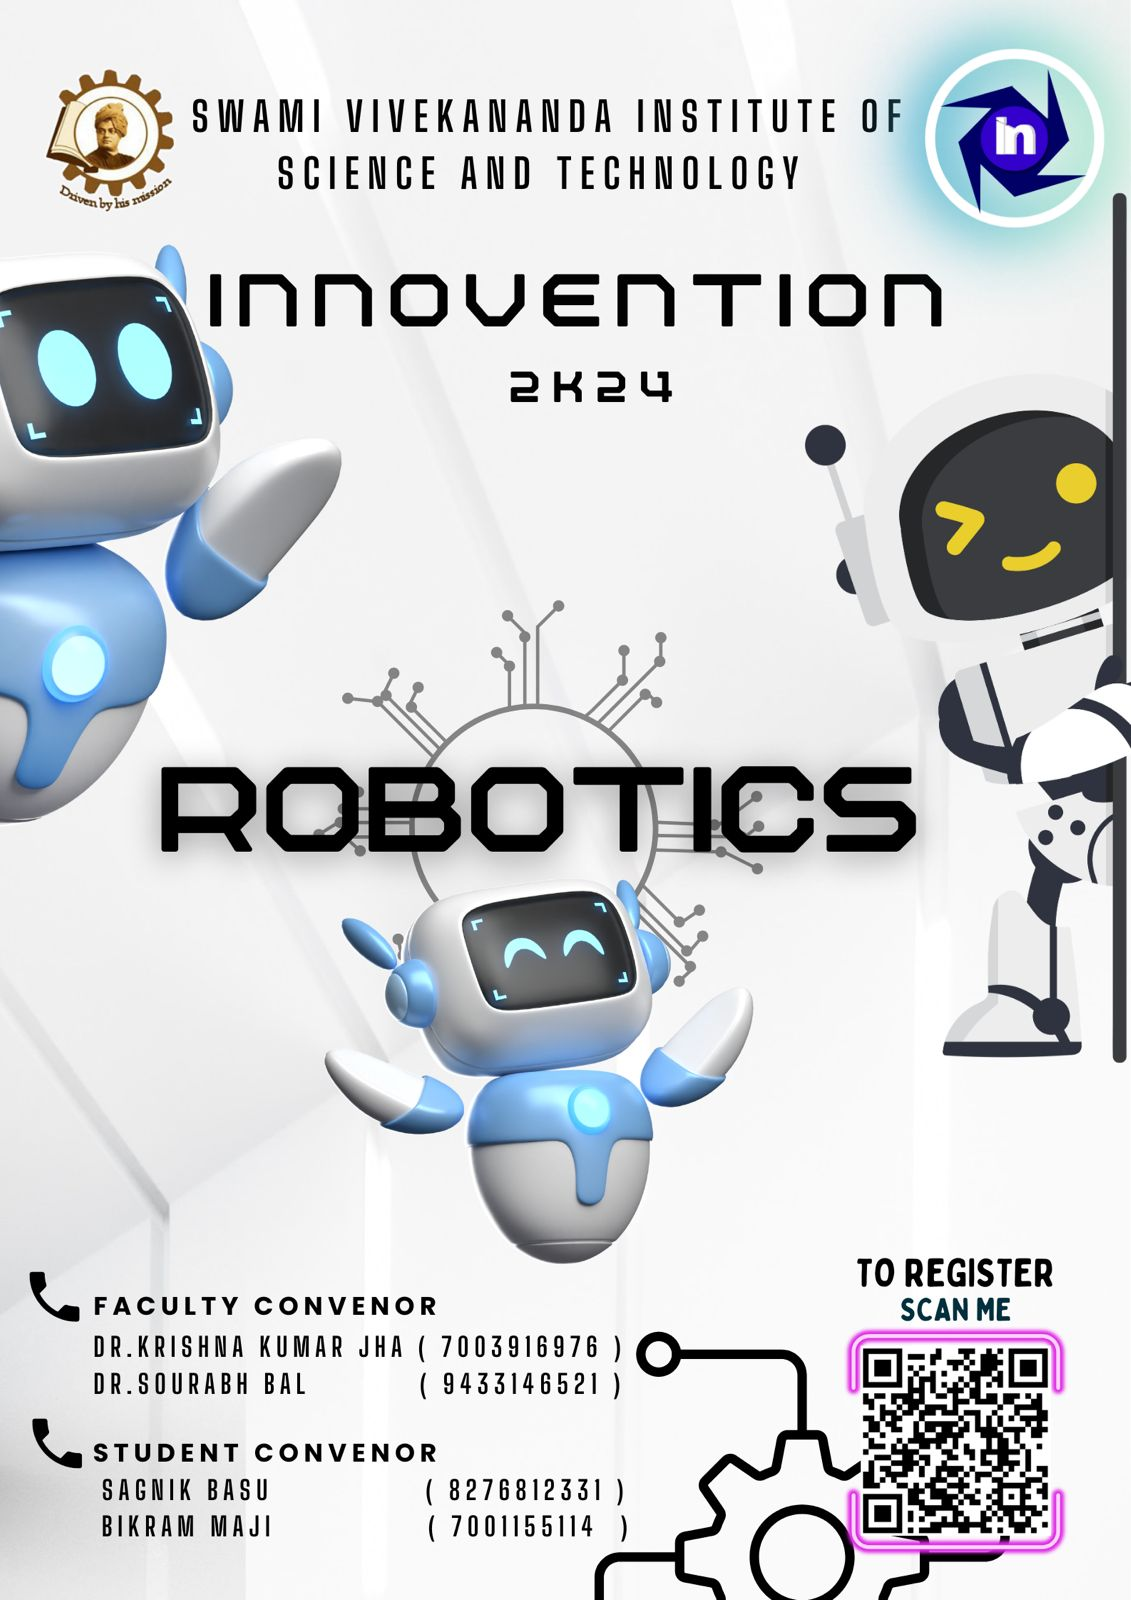 SWAMI VIVEKANANDA INSTITUTE OF
SCIENCE AND TECHNOLOGY
Driven by his mission
in
INNOVENTION
2K24
ROBOTICS
FACULTY CONVENOR
DR.KRISHNA KUMAR JHA ( 7003916976 )
DR.SOURABH BAL ( 9433146521 )
STUDENT CONVENOR
SAGNIK BASU ( 8276812331 )
BIKRAM MAJI ( 7001155114 )
TO REGISTER
SCAN ME